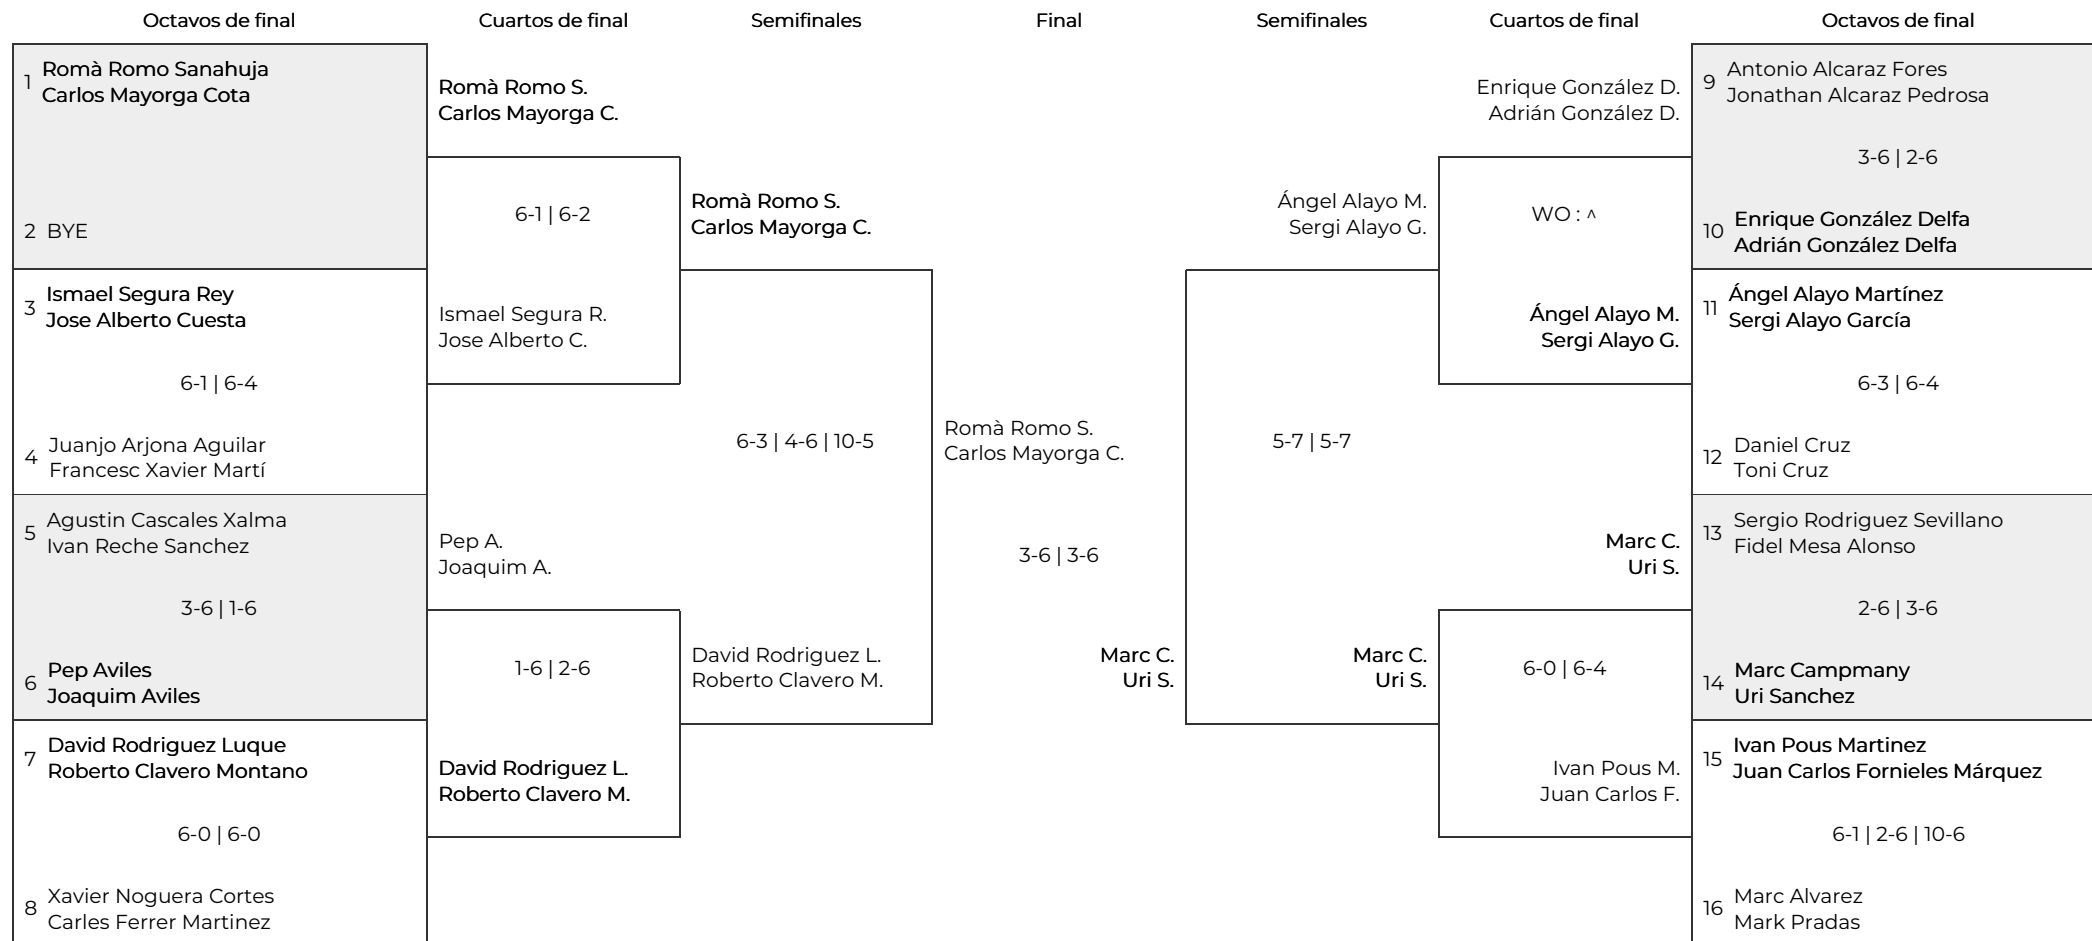 Octavos de final
Cuartos de final
Semifinales
Final
Semifinales
Cuartos de final
Octavos de final
1
Romà Romo Sanahuja
Carlos Mayorga Cota
2 BYE
3
Ismael Segura Rey
Jose Alberto Cuesta
6-1 | 6-4
4
Juanjo Arjona Aguilar
Francesc Xavier Martí
5
Agustin Cascales Xalma
Ivan Reche Sanchez
3-6 | 1-6
6
Pep Aviles
Joaquim Aviles
7
David Rodriguez Luque
Roberto Clavero Montano
6-0 | 6-0
8
Xavier Noguera Cortes
Carles Ferrer Martinez
Romà Romo S.
Carlos Mayorga C.
6-1 | 6-2
Ismael Segura R.
Jose Alberto C.
Pep A.
Joaquim A.
1-6 | 2-6
David Rodriguez L.
Roberto Clavero M.
Romà Romo S.
Carlos Mayorga C.
6-3 | 4-6 | 10-5
David Rodriguez L.
Roberto Clavero M.
Romà Romo S.
Carlos Mayorga C.
3-6 | 3-6
Marc C.
Uri S.
Ángel Alayo M.
Sergi Alayo G.
5-7 | 5-7
Marc C.
Uri S.
Enrique González D.
Adrián González D.
WO : ^
Ángel Alayo M.
Sergi Alayo G.
Marc C.
Uri S.
6-0 | 6-4
Ivan Pous M.
Juan Carlos F.
9
Antonio Alcaraz Fores
Jonathan Alcaraz Pedrosa
3-6 | 2-6
10
Enrique González Delfa
Adrián González Delfa
11
Ángel Alayo Martínez
Sergi Alayo García
6-3 | 6-4
12
Daniel Cruz
Toni Cruz
13
Sergio Rodriguez Sevillano
Fidel Mesa Alonso
2-6 | 3-6
14
Marc Campmany
Uri Sanchez
15
Ivan Pous Martinez
Juan Carlos Fornieles Márquez
6-1 | 2-6 | 10-6
16
Marc Alvarez
Mark Pradas